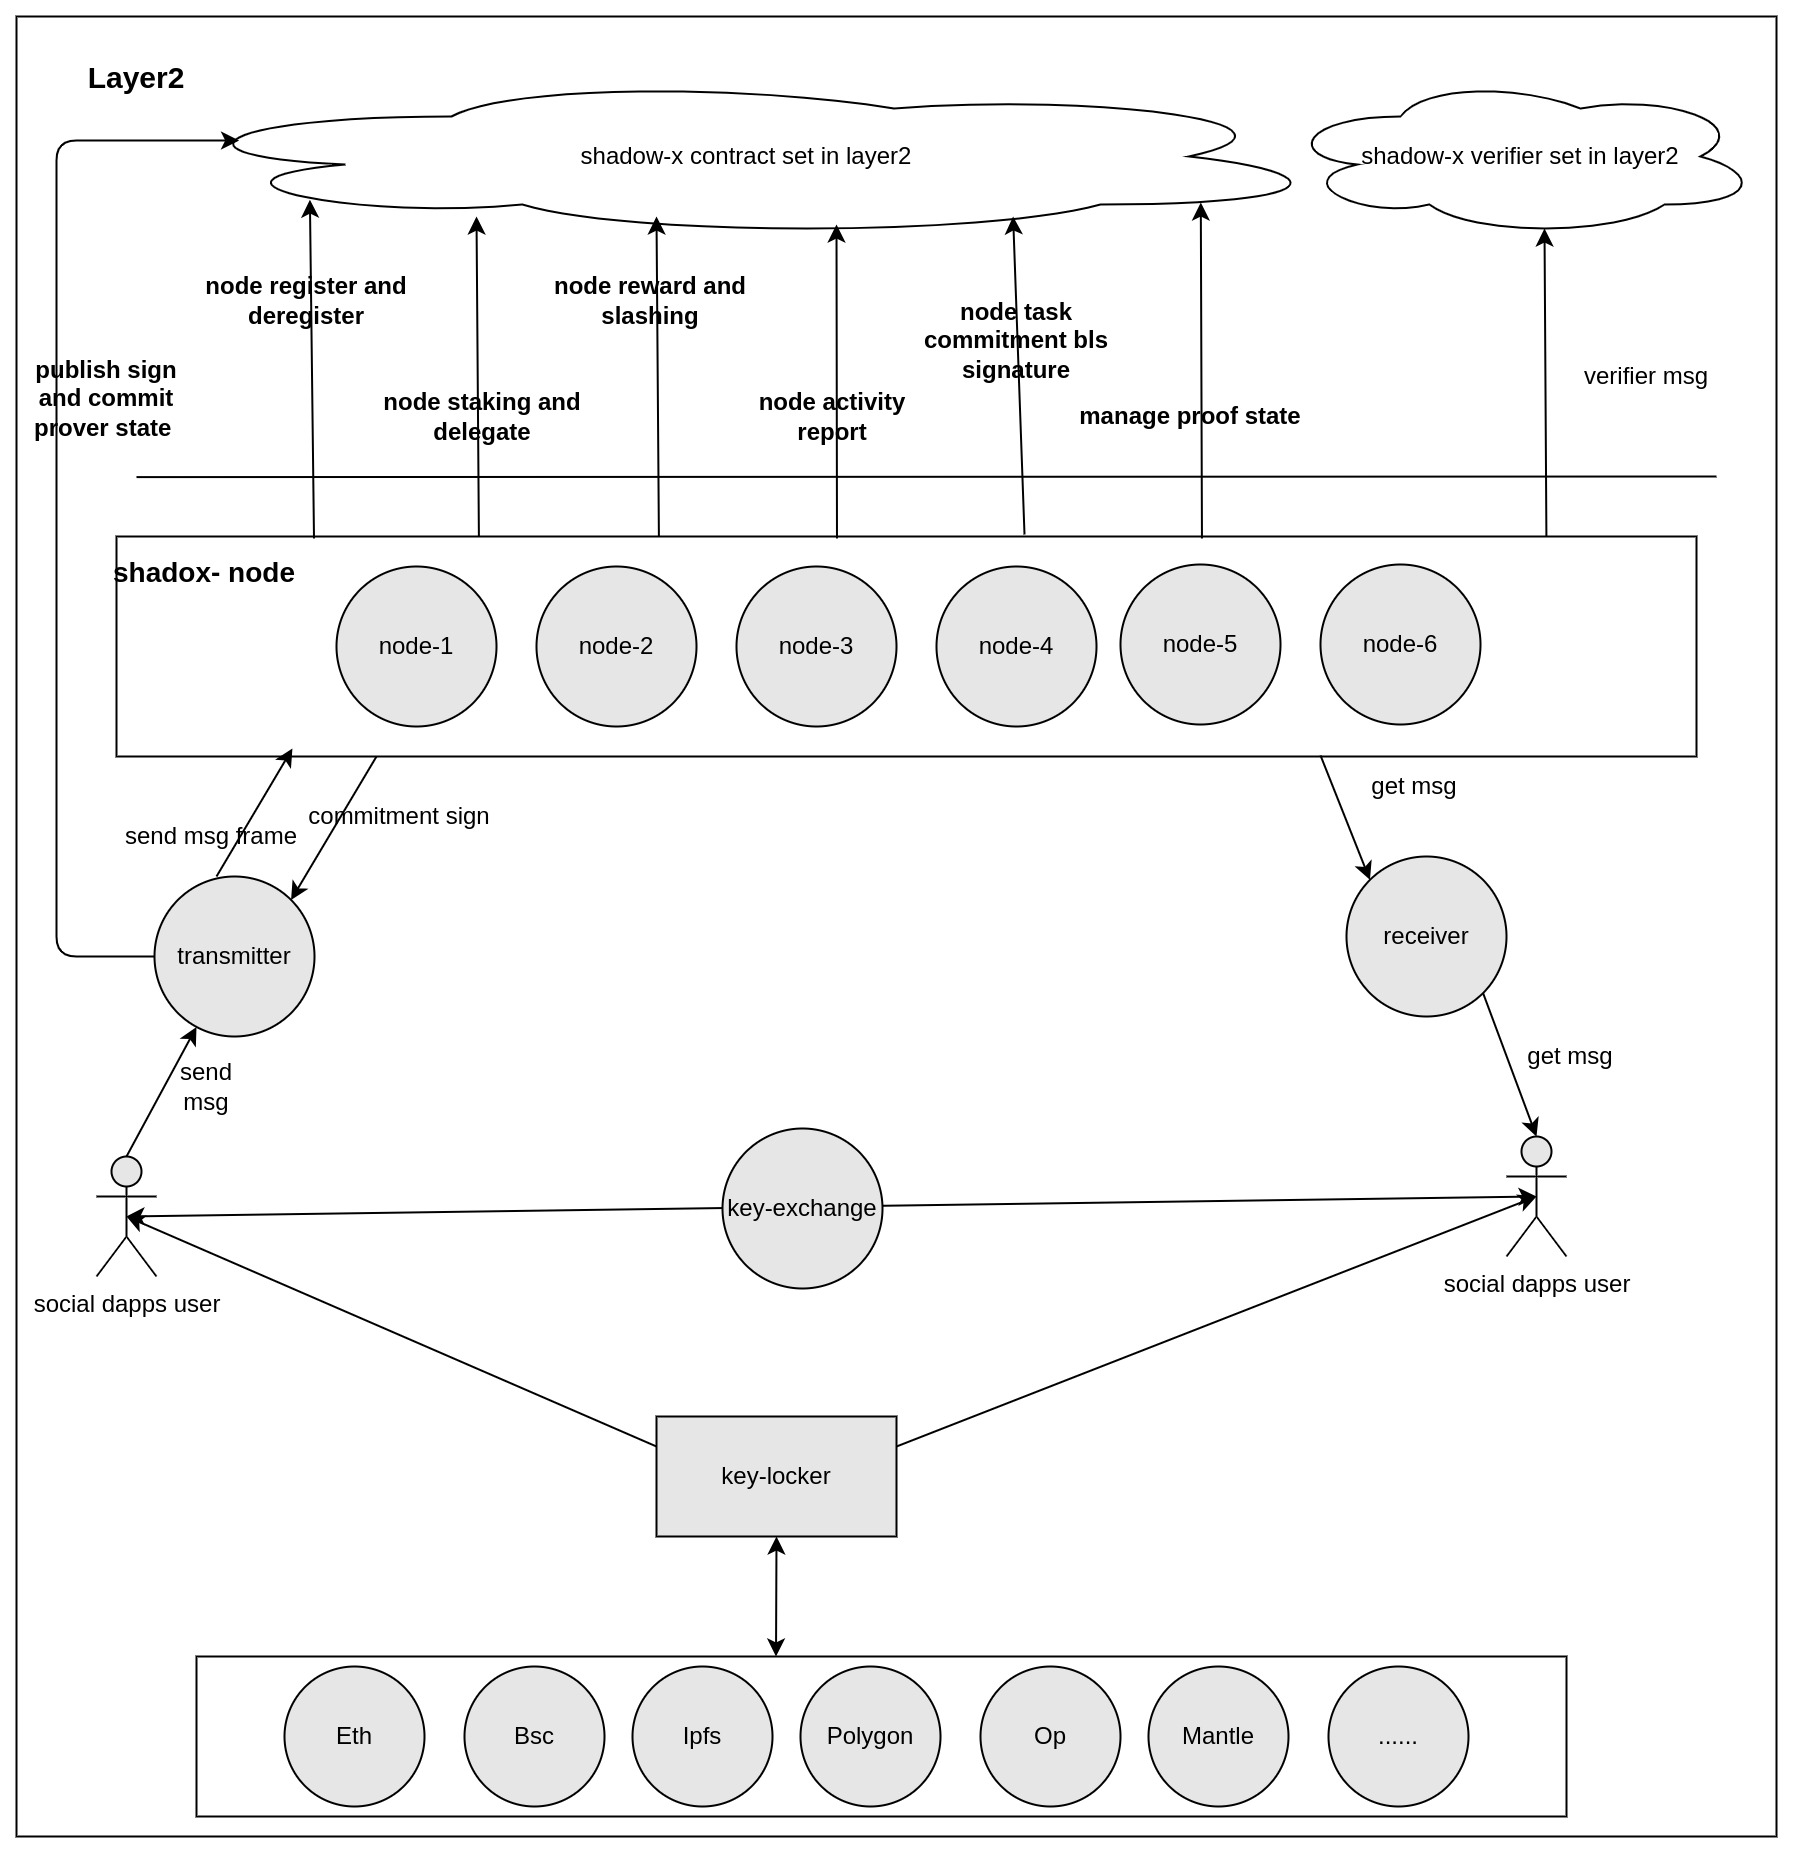 Layer2
shadow-x contract set in layer2
shadow-x verifier set in layer2
node register and
deregister
node reward and
slashing
node task
commitment bls
signature
publish sign
and commit
prover state
node staking and
delegate
node activity
report
manage proof state
verifier msg
shadox- node
node-1
node-2
node-3
node-4
node-5
node-6
send msg frame
commitment sign
get msg
transmitter
receiver
send
msg
get msg
key-exchange
social dapps user
social dapps user
key-locker
Eth
Bsc
Ipfs
Polygon
Op
Mantle
......